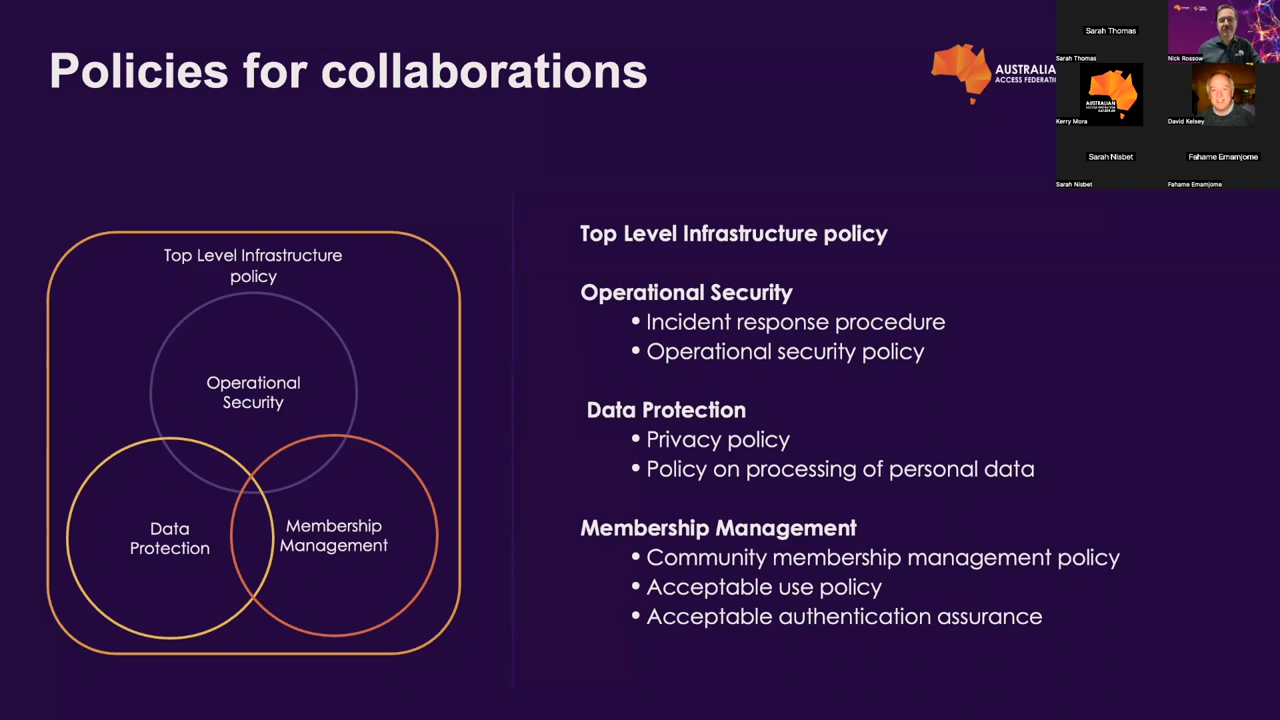 Policies for collaborations
AUSTRALIAN
ACCESS FEDERATIO
Sarah Thomas
Sarah Thomas
Nick Rossow
AUSTRALIAN
Kerry Mora
David Kelsey
Sarah Nisbet
Sarah Nisbet
Fahame Emamjome
Fahame Emamjome
Top Level Infrastructure
policy
Operational
Security
Data
Protection
Membership
Management
Top Level Infrastructure policy
Operational Security
• Incident response procedure
• Operational security policy
Data Protection
• Privacy policy
• Policy on processing of personal data
Membership Management
• Community membership management policy
• Acceptable use policy
• Acceptable authentication assurance